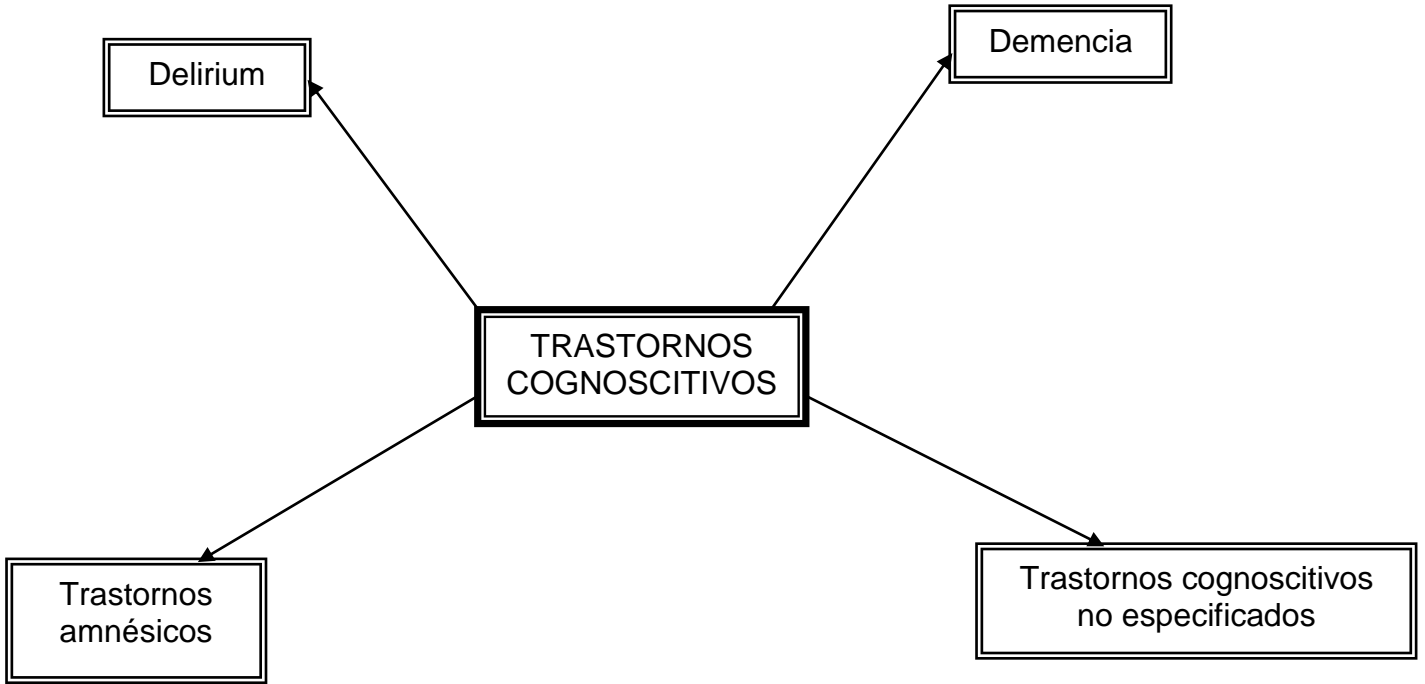 Delirium
Demencia
TRASTORNOS
COGNOSCITIVOS
Trastornos
amnésicos
Trastornos cognoscitivos
no especificados